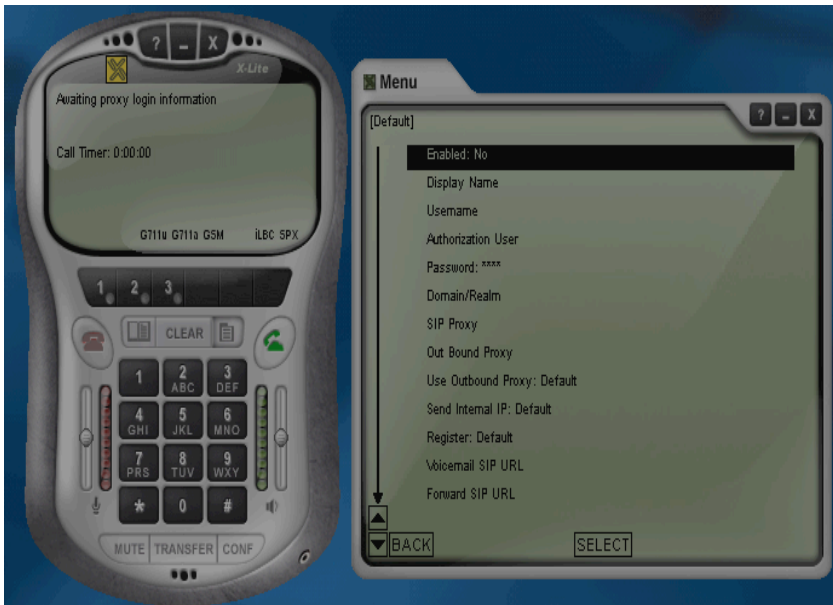 ? – X
X-Lite
Awaiting proxy login information
Call Timer: 0:00:00
G711u G711a GSM iLBC SPX
1 2 3
CLEAR
1 2 ABC 3 DEF
4 GHI 5 JKL 6 MNO
7 PRS 8 TUV 9 WXY
* 0 #
MUTE TRANSFER CONF
Menu
? – X
[Default]
Enabled: No
Display Name
Username
Authorization User
Password: ****
Domain/Realm
SIP Proxy
Out Bound Proxy
Use Outbound Proxy: Default
Send Internal IP: Default
Register: Default
Voicemail SIP URL
Forward SIP URL
BACK SELECT